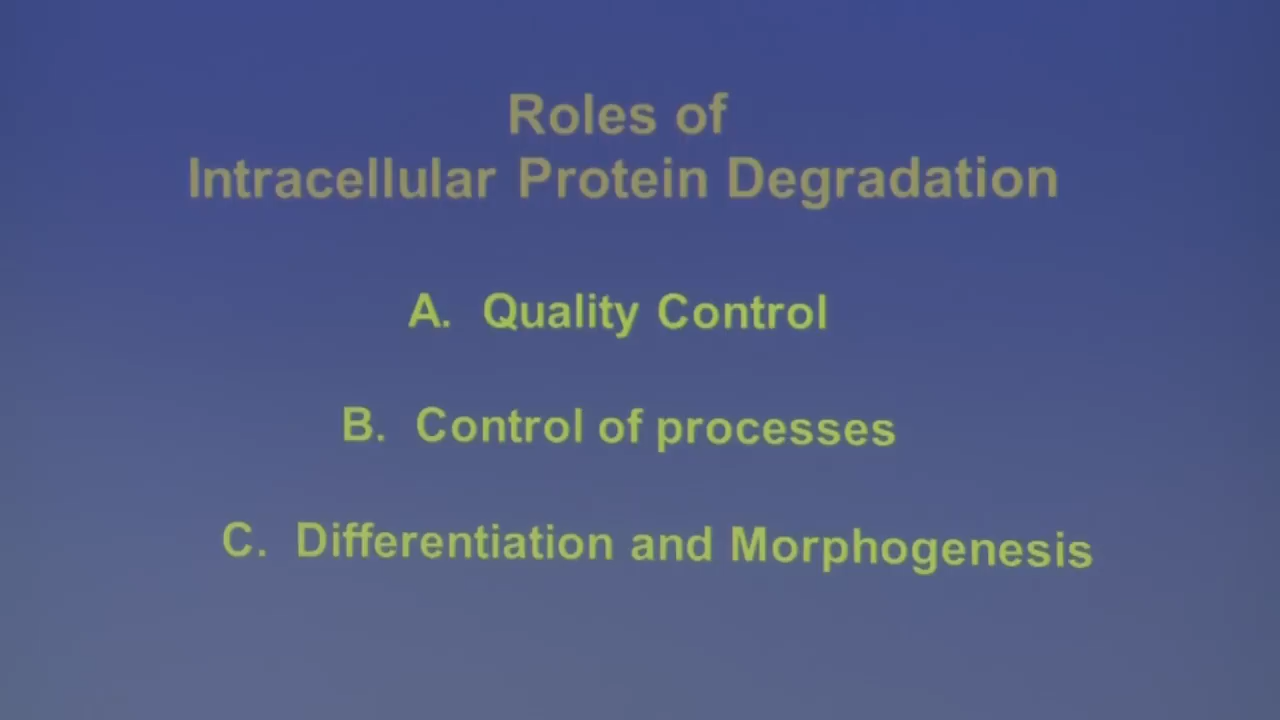 Roles of
Intracellular Protein Degradation
A. Quality Control
B. Control of processes
C. Differentiation and Morphogenesis